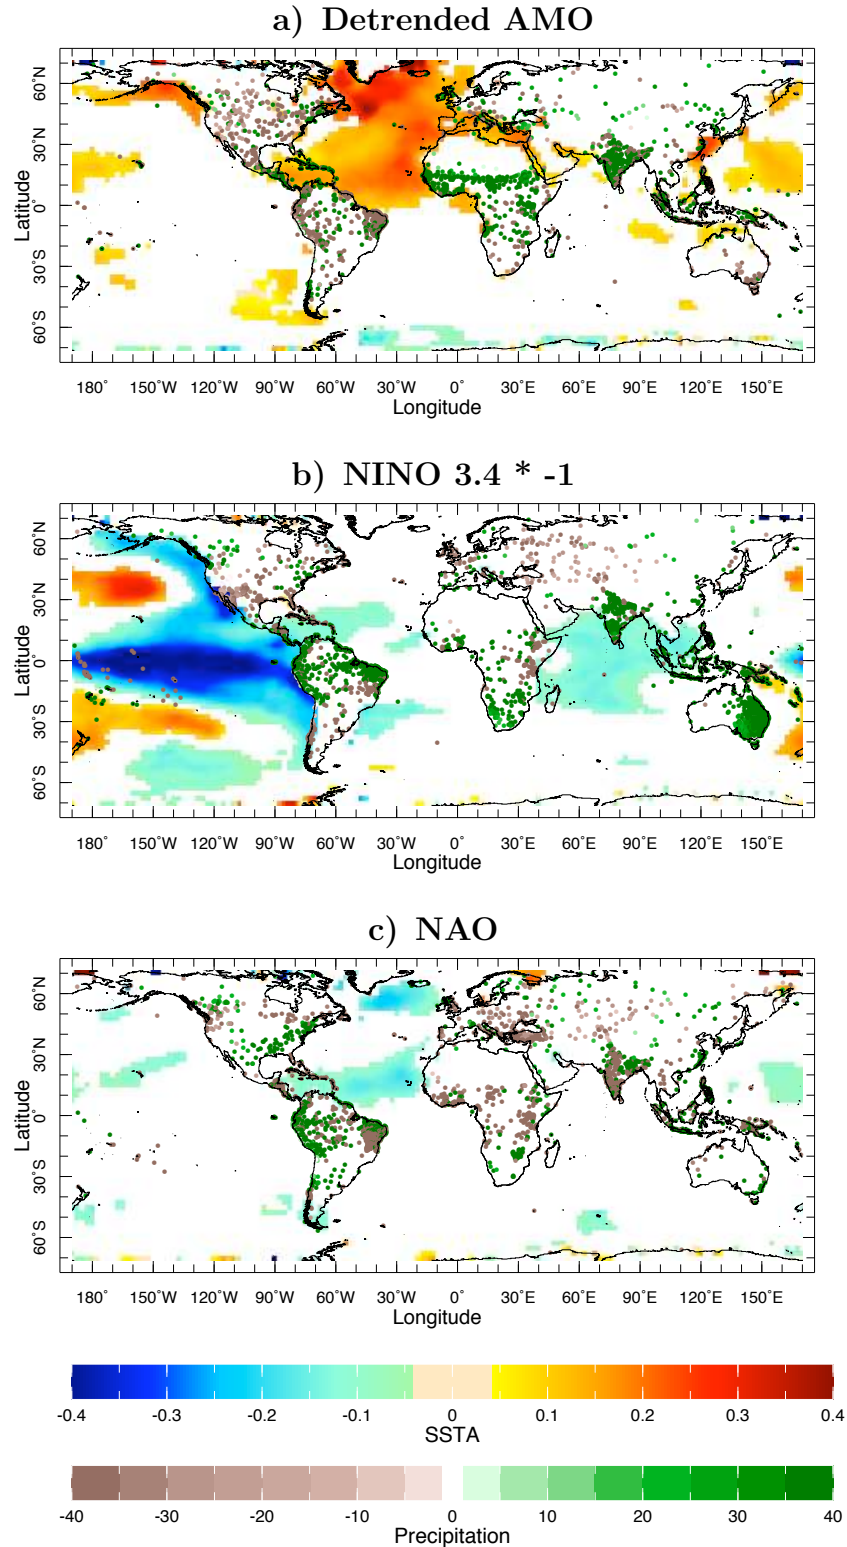 a) Detrended AMO
60˚N
30˚N
0˚
30˚S
60˚S
Latitude
180˚ 150˚W 120˚W 90˚W 60˚W 30˚W 0˚ 30˚E 60˚E 90˚E 120˚E 150˚E
Longitude
b) NINO 3.4 * -1
60˚N
30˚N
0˚
30˚S
60˚S
Latitude
180˚ 150˚W 120˚W 90˚W 60˚W 30˚W 0˚ 30˚E 60˚E 90˚E 120˚E 150˚E
Longitude
c) NAO
60˚N
30˚N
0˚
30˚S
60˚S
Latitude
180˚ 150˚W 120˚W 90˚W 60˚W 30˚W 0˚ 30˚E 60˚E 90˚E 120˚E 150˚E
Longitude
-0.4 -0.3 -0.2 -0.1 0 0.1 0.2 0.3 0.4
SSTA
-40 -30 -20 -10 0 10 20 30 40
Precipitation